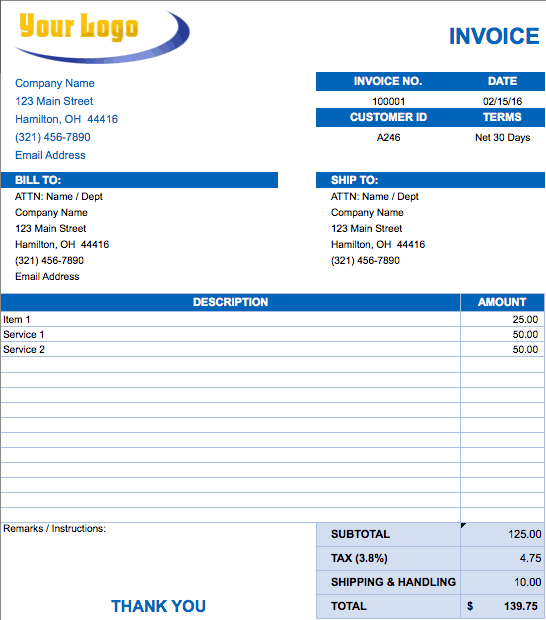 Your Logo
INVOICE
Company Name
123 Main Street
Hamilton, OH  44416
(321) 456-7890
Email Address
INVOICE NO. DATE
100001 02/15/16
CUSTOMER ID TERMS
A246 Net 30 Days
BILL TO:
ATTN: Name / Dept
Company Name
123 Main Street
Hamilton, OH  44416
(321) 456-7890
Email Address
SHIP TO:
ATTN: Name / Dept
Company Name
123 Main Street
Hamilton, OH  44416
(321) 456-7890
DESCRIPTION AMOUNT
Item 1 25.00
Service 1 50.00
Service 2 50.00
Remarks / Instructions:
SUBTOTAL 125.00
TAX (3.8%) 4.75
SHIPPING & HANDLING 10.00
TOTAL $ 139.75
THANK YOU